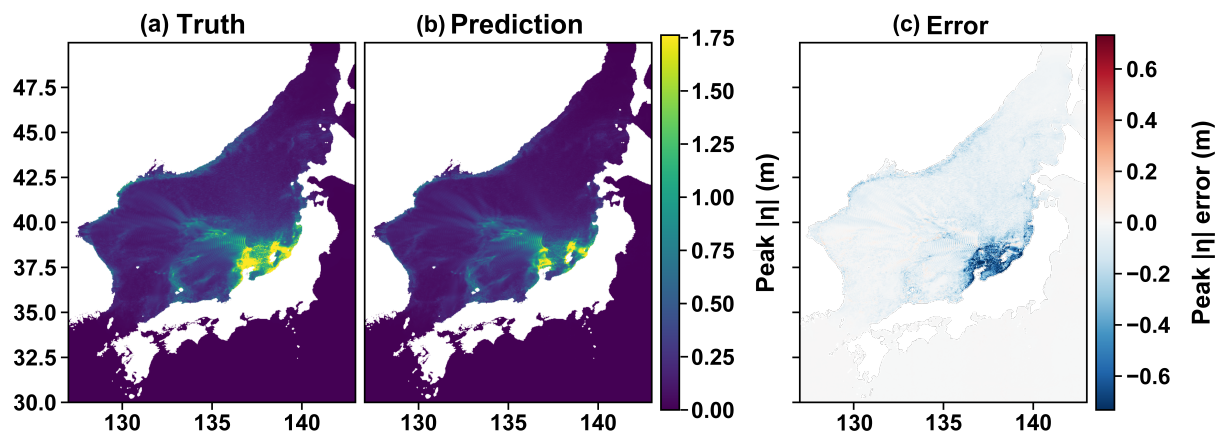 (a) Truth
(b) Prediction
(c) Error
47.5
45.0
42.5
40.0
37.5
35.0
32.5
30.0
130 135 140
130 135 140
1.75
1.50
1.25
1.00
0.75
0.50
0.25
0.00
Peak |η| (m)
130 135 140
0.6
0.4
0.2
0.0
−0.2
−0.4
−0.6
Peak |η| error (m)